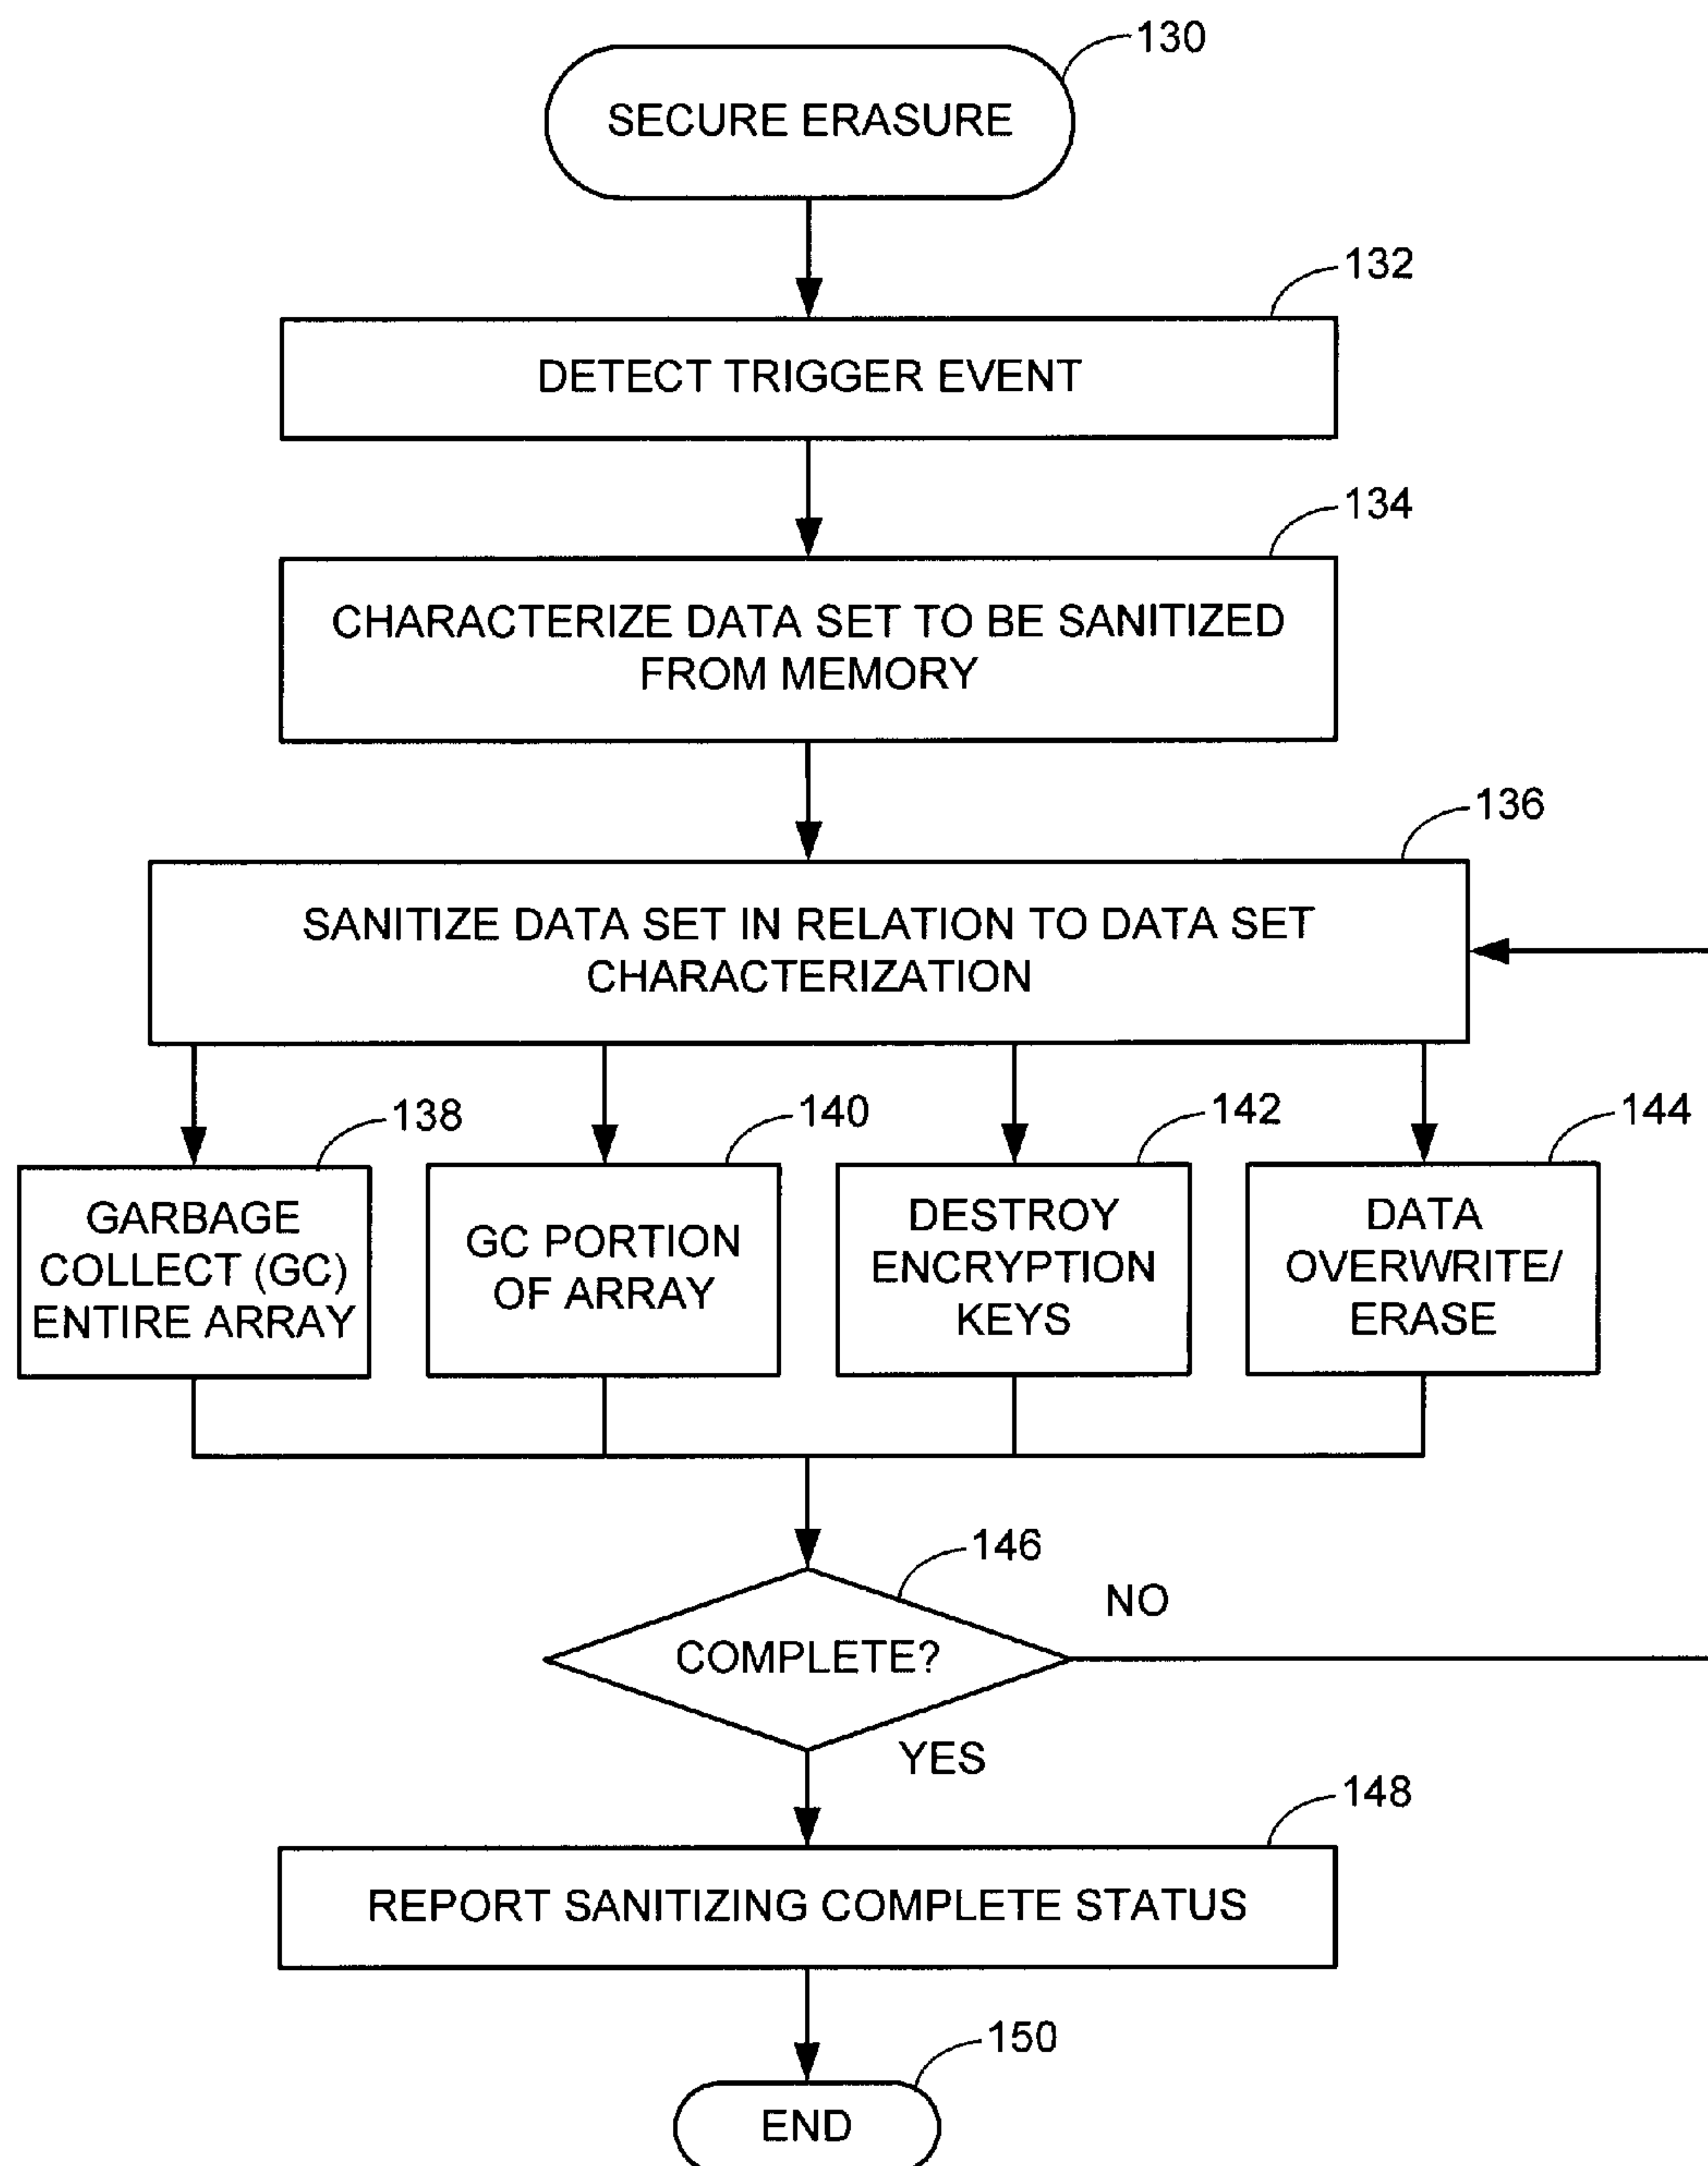 130
SECURE ERASURE
132
DETECT TRIGGER EVENT
134
CHARACTERIZE DATA SET TO BE SANITIZED
FROM MEMORY
136
SANITIZE DATA SET IN RELATION TO DATA SET
CHARACTERIZATION
138
GARBAGE
COLLECT (GC)
ENTIRE ARRAY
140
GC PORTION
OF ARRAY
142
DESTROY
ENCRYPTION
KEYS
144
DATA
OVERWRITE/
ERASE
146
COMPLETE?
NO
YES
148
REPORT SANITIZING COMPLETE STATUS
150
END